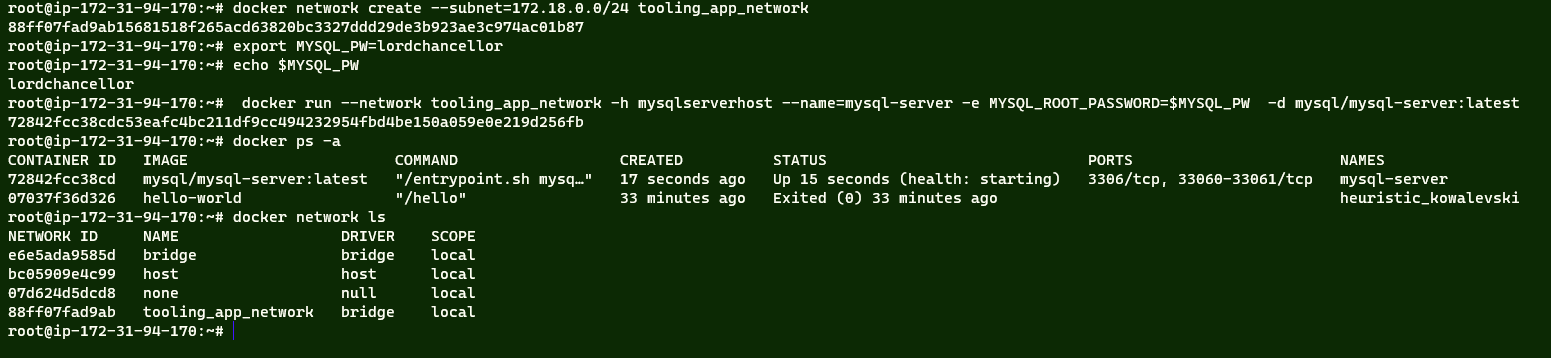 root@ip-172-31-94-170:~# docker network create --subnet=172.18.0.0/24 tooling_app_network
88ff07fad9ab15681518f265acd63820bc3327ddd29de3b923ae3c974ac01b87
root@ip-172-31-94-170:~# export MYSQL_PW=lordchancellor
root@ip-172-31-94-170:~# echo $MYSQL_PW
lordchancellor
root@ip-172-31-94-170:~#  docker run --network tooling_app_network -h mysqlserverhost --name=mysql-server -e MYSQL_ROOT_PASSWORD=$MYSQL_PW  -d mysql/mysql-server:latest
72842fcc38cdc53eafc4bc211df9cc494232954fbd4be150a059e0e219d256fb
root@ip-172-31-94-170:~# docker ps -a
CONTAINER ID   IMAGE                       COMMAND                  CREATED          STATUS                             PORTS                       NAMES
72842fcc38cd   mysql/mysql-server:latest   "/entrypoint.sh mysq…"   17 seconds ago   Up 15 seconds (health: starting)   3306/tcp, 33060-33061/tcp   mysql-server
07037f36d326   hello-world                 "/hello"                 33 minutes ago   Exited (0) 33 minutes ago                                      heuristic_kowalevski
root@ip-172-31-94-170:~# docker network ls
NETWORK ID     NAME                  DRIVER    SCOPE
e6e5ada9585d   bridge                bridge    local
bc05909e4c99   host                  host      local
07d624d5dcd8   none                  null      local
88ff07fad9ab   tooling_app_network   bridge    local
root@ip-172-31-94-170:~#